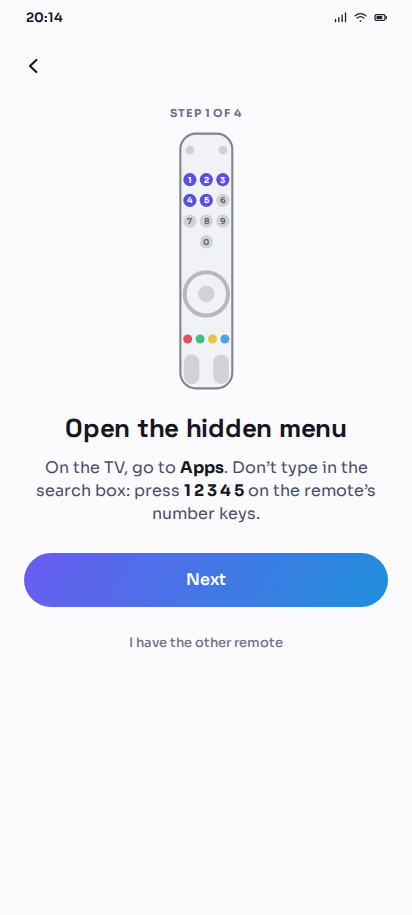 20:14
STEP 1 OF 4
1 2 3
4 5 6
7 8 9
0
Open the hidden menu
On the TV, go to Apps. Don’t type in the
search box: press 1 2 3 4 5 on the remote’s
number keys.
Next
I have the other remote